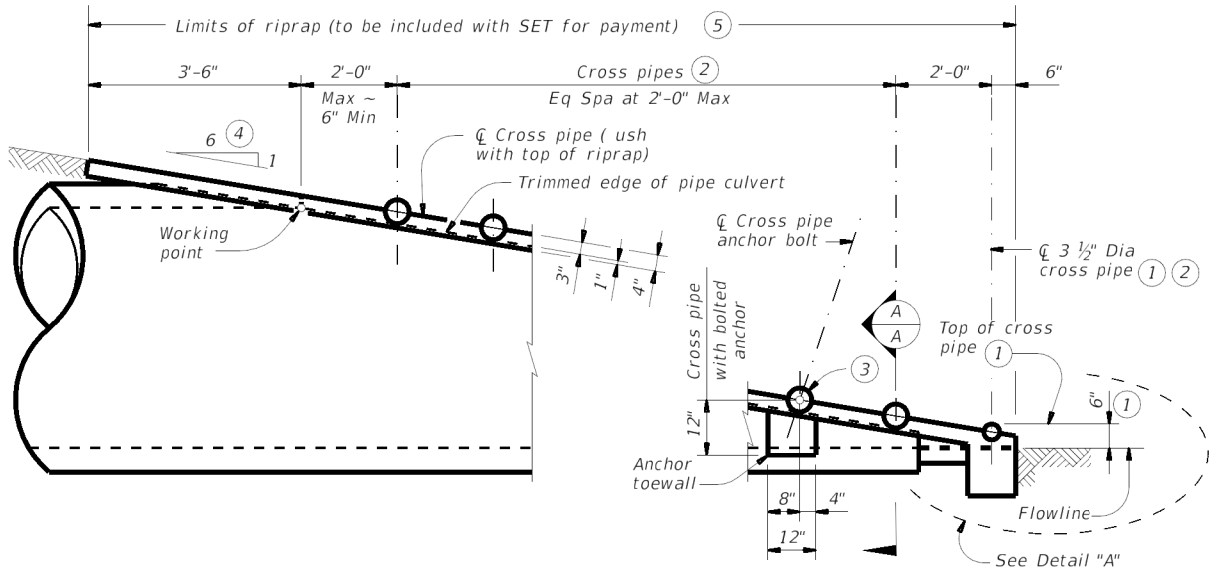 Limits of riprap (to be included with SET for payment) 5
3'-6"
2'-0"
Cross pipes 2
2'-0"
6"
Max ~
6" Min
Eq Spa at 2'-0" Max
6 4
1
℄ Cross pipe ( ush
with top of riprap)
Trimmed edge of pipe culvert
Working
point
℄ Cross pipe
anchor bolt
℄ 3 ½" Dia
cross pipe 1 2
3"
1"
4"
Cross pipe
with bolted
anchor
A
A
Top of cross
pipe 1
3
6" 1
12"
Anchor
toewall
8"
4"
12"
Flowline
See Detail "A"